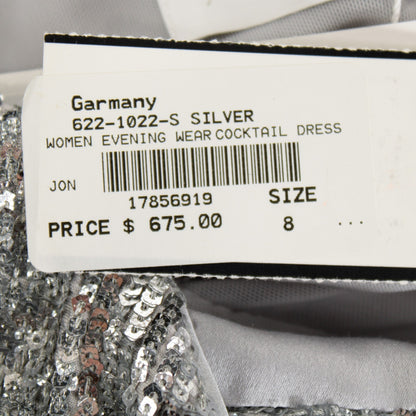 Garmany
622-1022-S SILVER
WOMEN EVENING WEAR COCKTAIL DRESS
JON
17856919
SIZE
PRICE $ 675.00
8
...